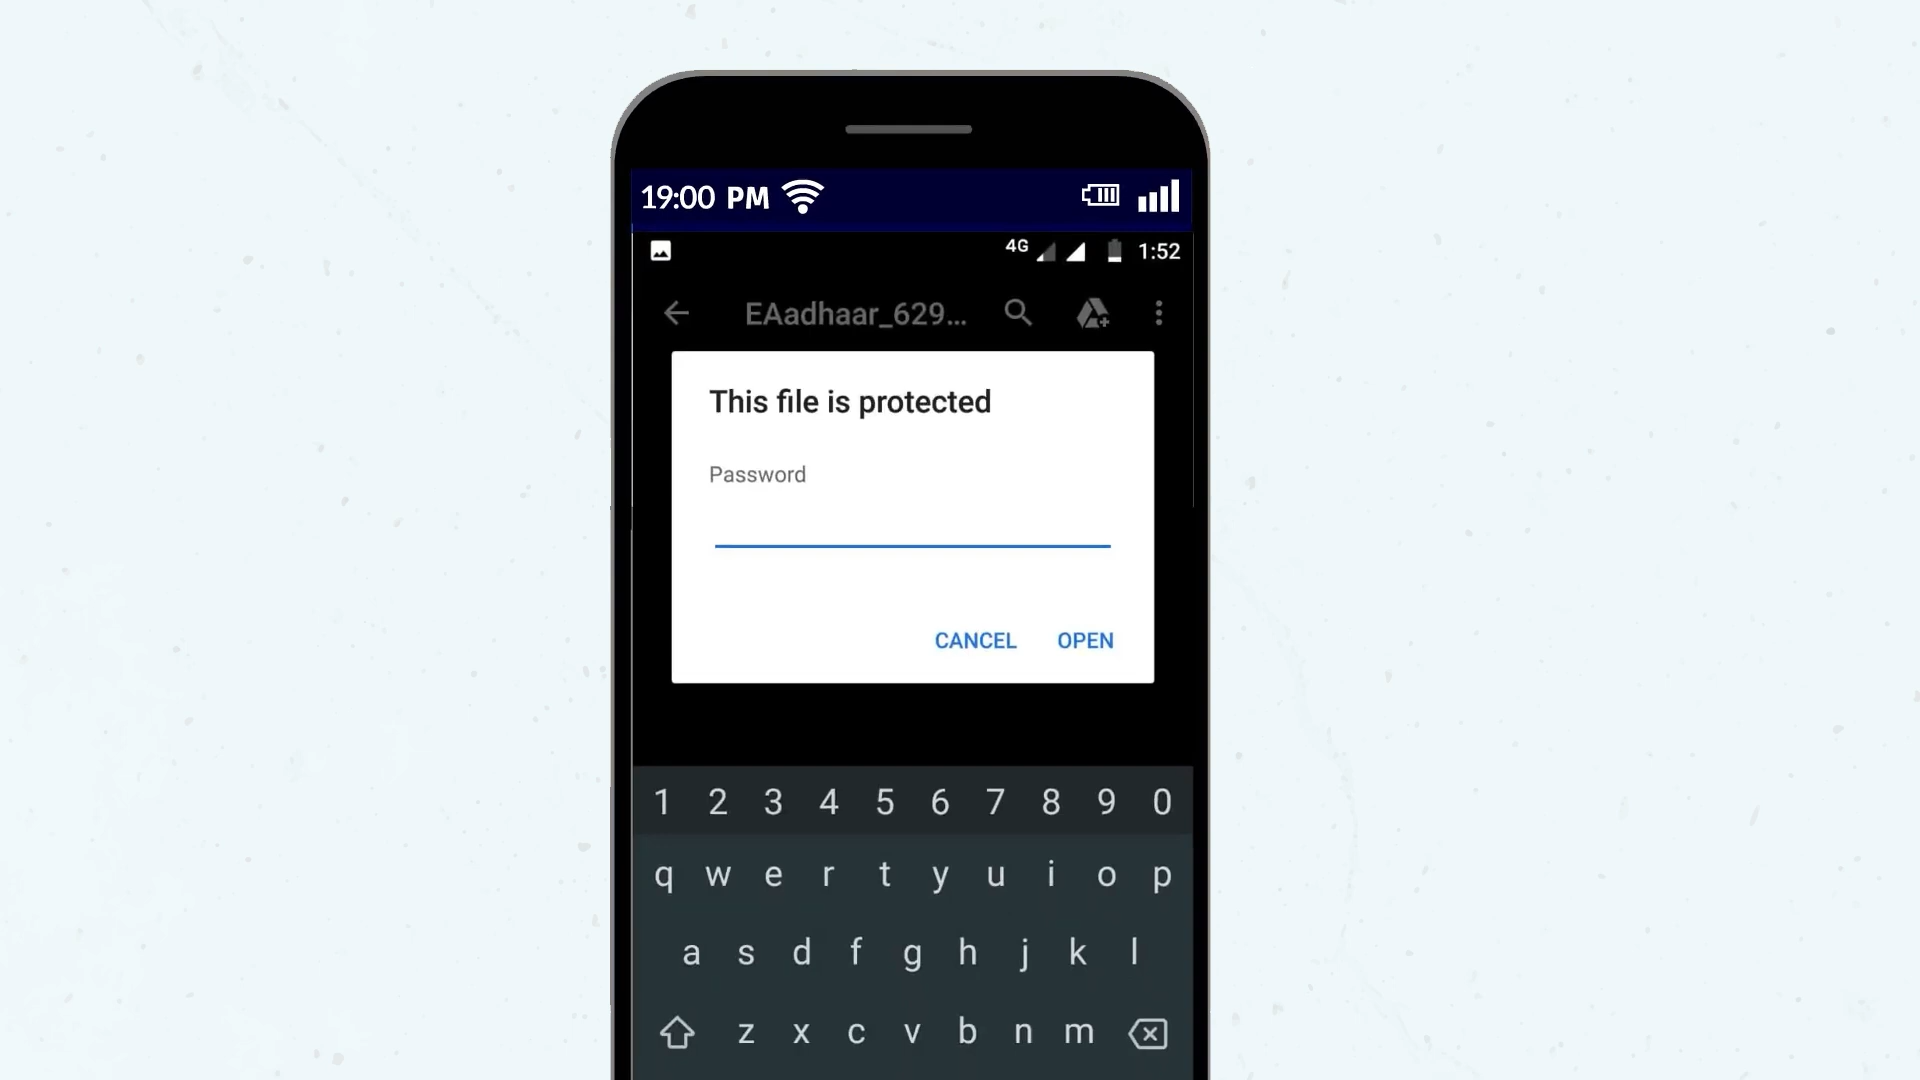 19:00 PM
4G 1:52
EAadhaar_629...
This file is protected
Password
CANCEL OPEN
1 2 3 4 5 6 7 8 9 0
q w e r t y u i o p
a s d f g h j k l
z x c v b n m